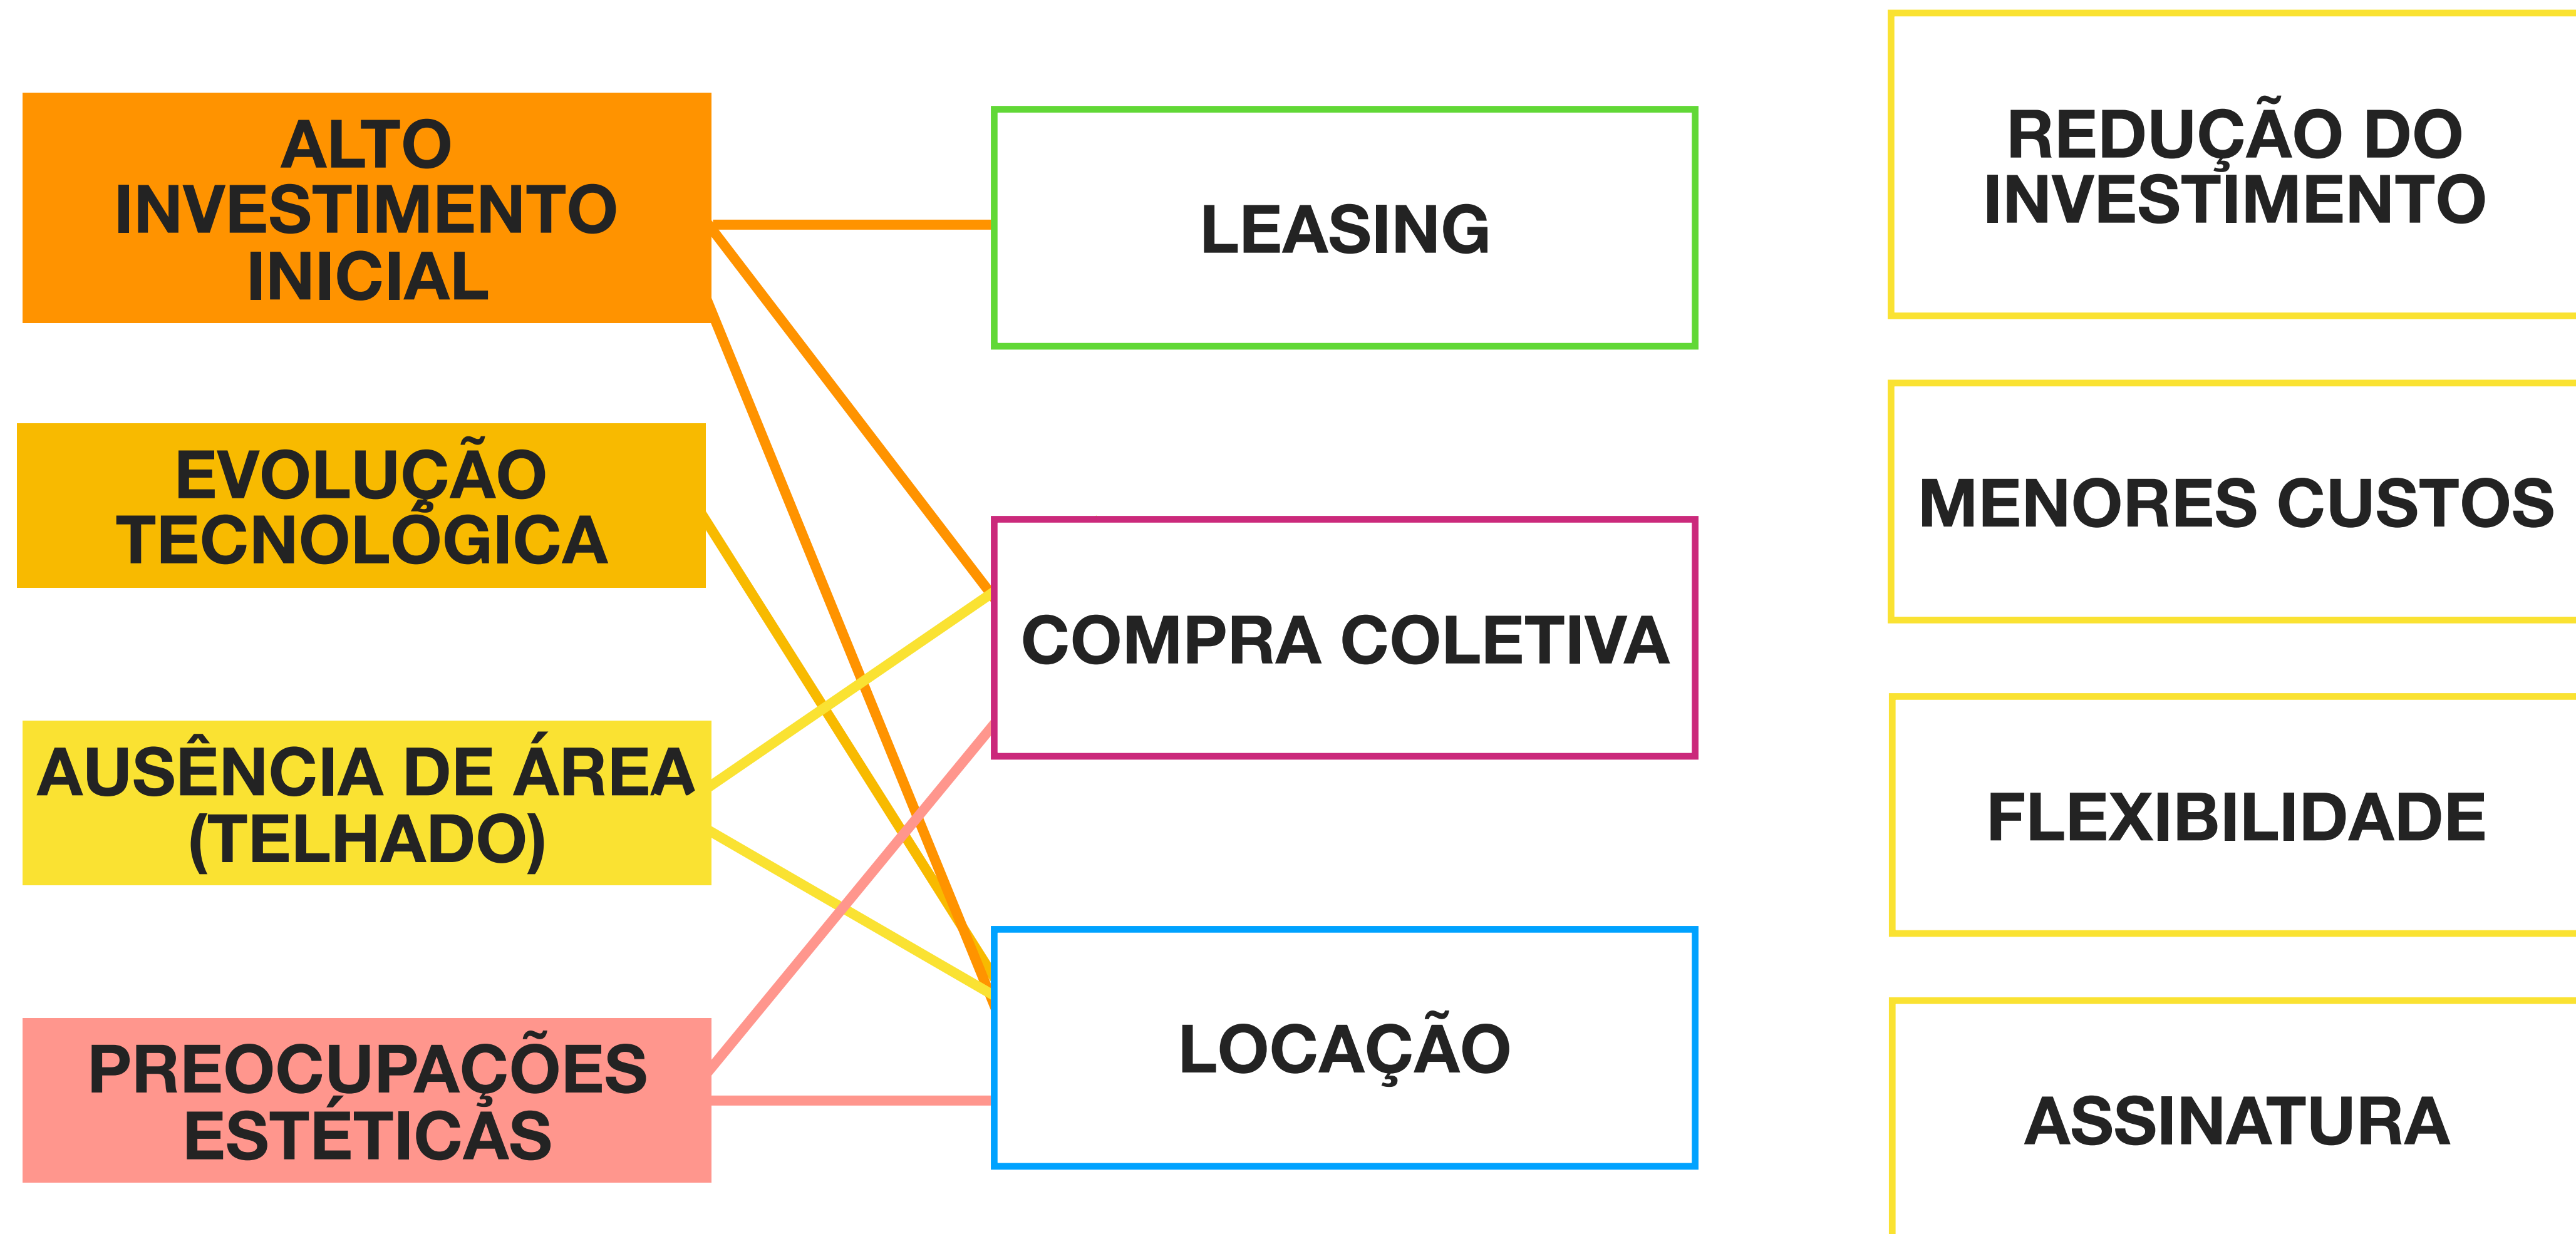 ALTO
INVESTIMENTO
INICIAL
EVOLUÇÃO
TECNOLÓGICA
AUSÊNCIA DE ÁREA
(TELHADO)
PREOCUPAÇÕES
ESTÉTICAS
LEASING
COMPRA COLETIVA
LOCAÇÃO
REDUÇÃO DO
INVESTIMENTO
MENORES CUSTOS
FLEXIBILIDADE
ASSINATURA